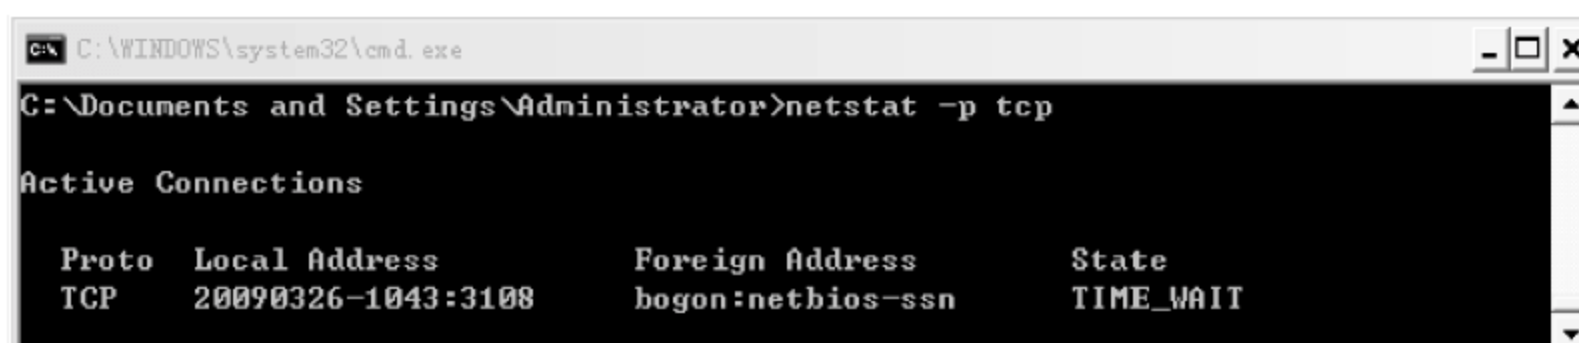 C:\WINDOWS\system32\cmd.exe
C:\Documents and Settings\Administrator>netstat -p tcp
Active Connections
Proto Local Address Foreign Address State
TCP 20090326-1043:3108 bogon:netbios-ssn TIME_WAIT